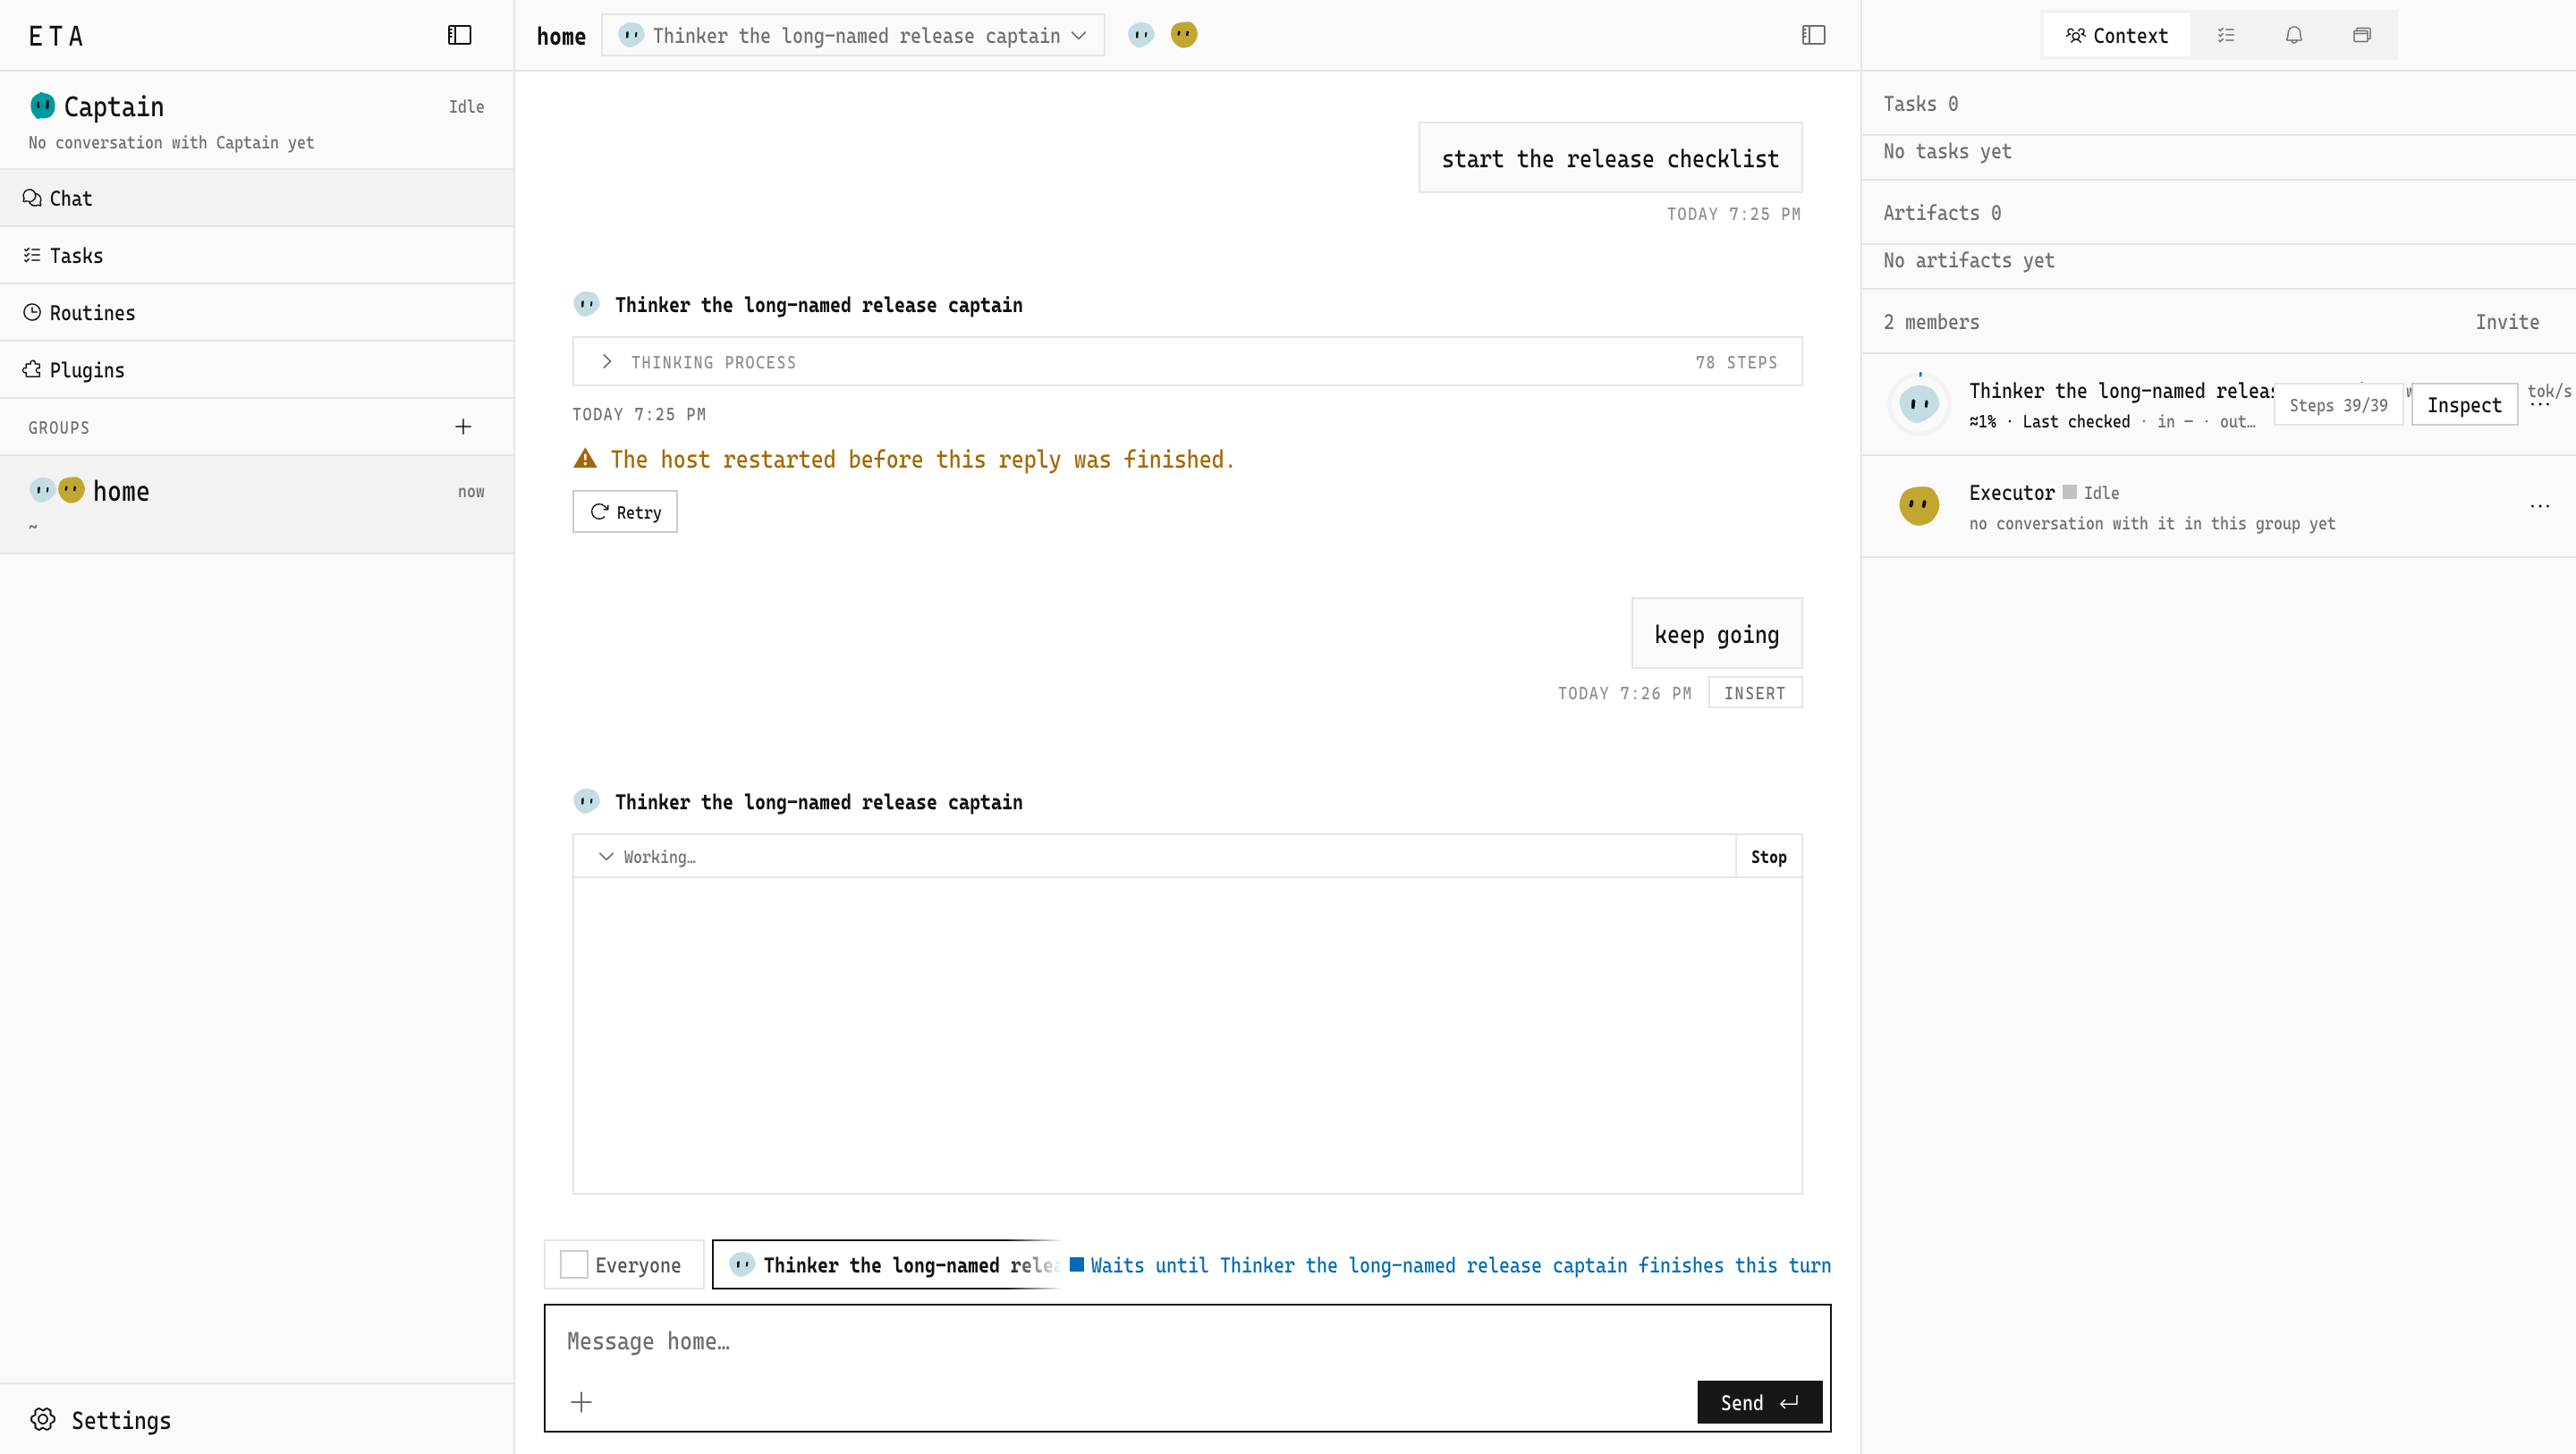 ETA
Captain
Idle
No conversation with Captain yet
Chat
Tasks
Routines
Plugins
GROUPS
home
now
~
Settings
home
Thinker the long-named release captain
start the release checklist
TODAY 7:25 PM
Thinker the long-named release captain
THINKING PROCESS
78 STEPS
TODAY 7:25 PM
The host restarted before this reply was finished.
Retry
keep going
TODAY 7:26 PM
INSERT
Thinker the long-named release captain
Working…
Stop
Everyone
Thinker the long-named relea
Waits until Thinker the long-named release captain finishes this turn
Message home…
Send
Context
Tasks 0
No tasks yet
Artifacts 0
No artifacts yet
2 members
Invite
Thinker the long-named releas
tok/s
≈1% · Last checked · in — · out…
Steps 39/39
Inspect
Executor
Idle
no conversation with it in this group yet